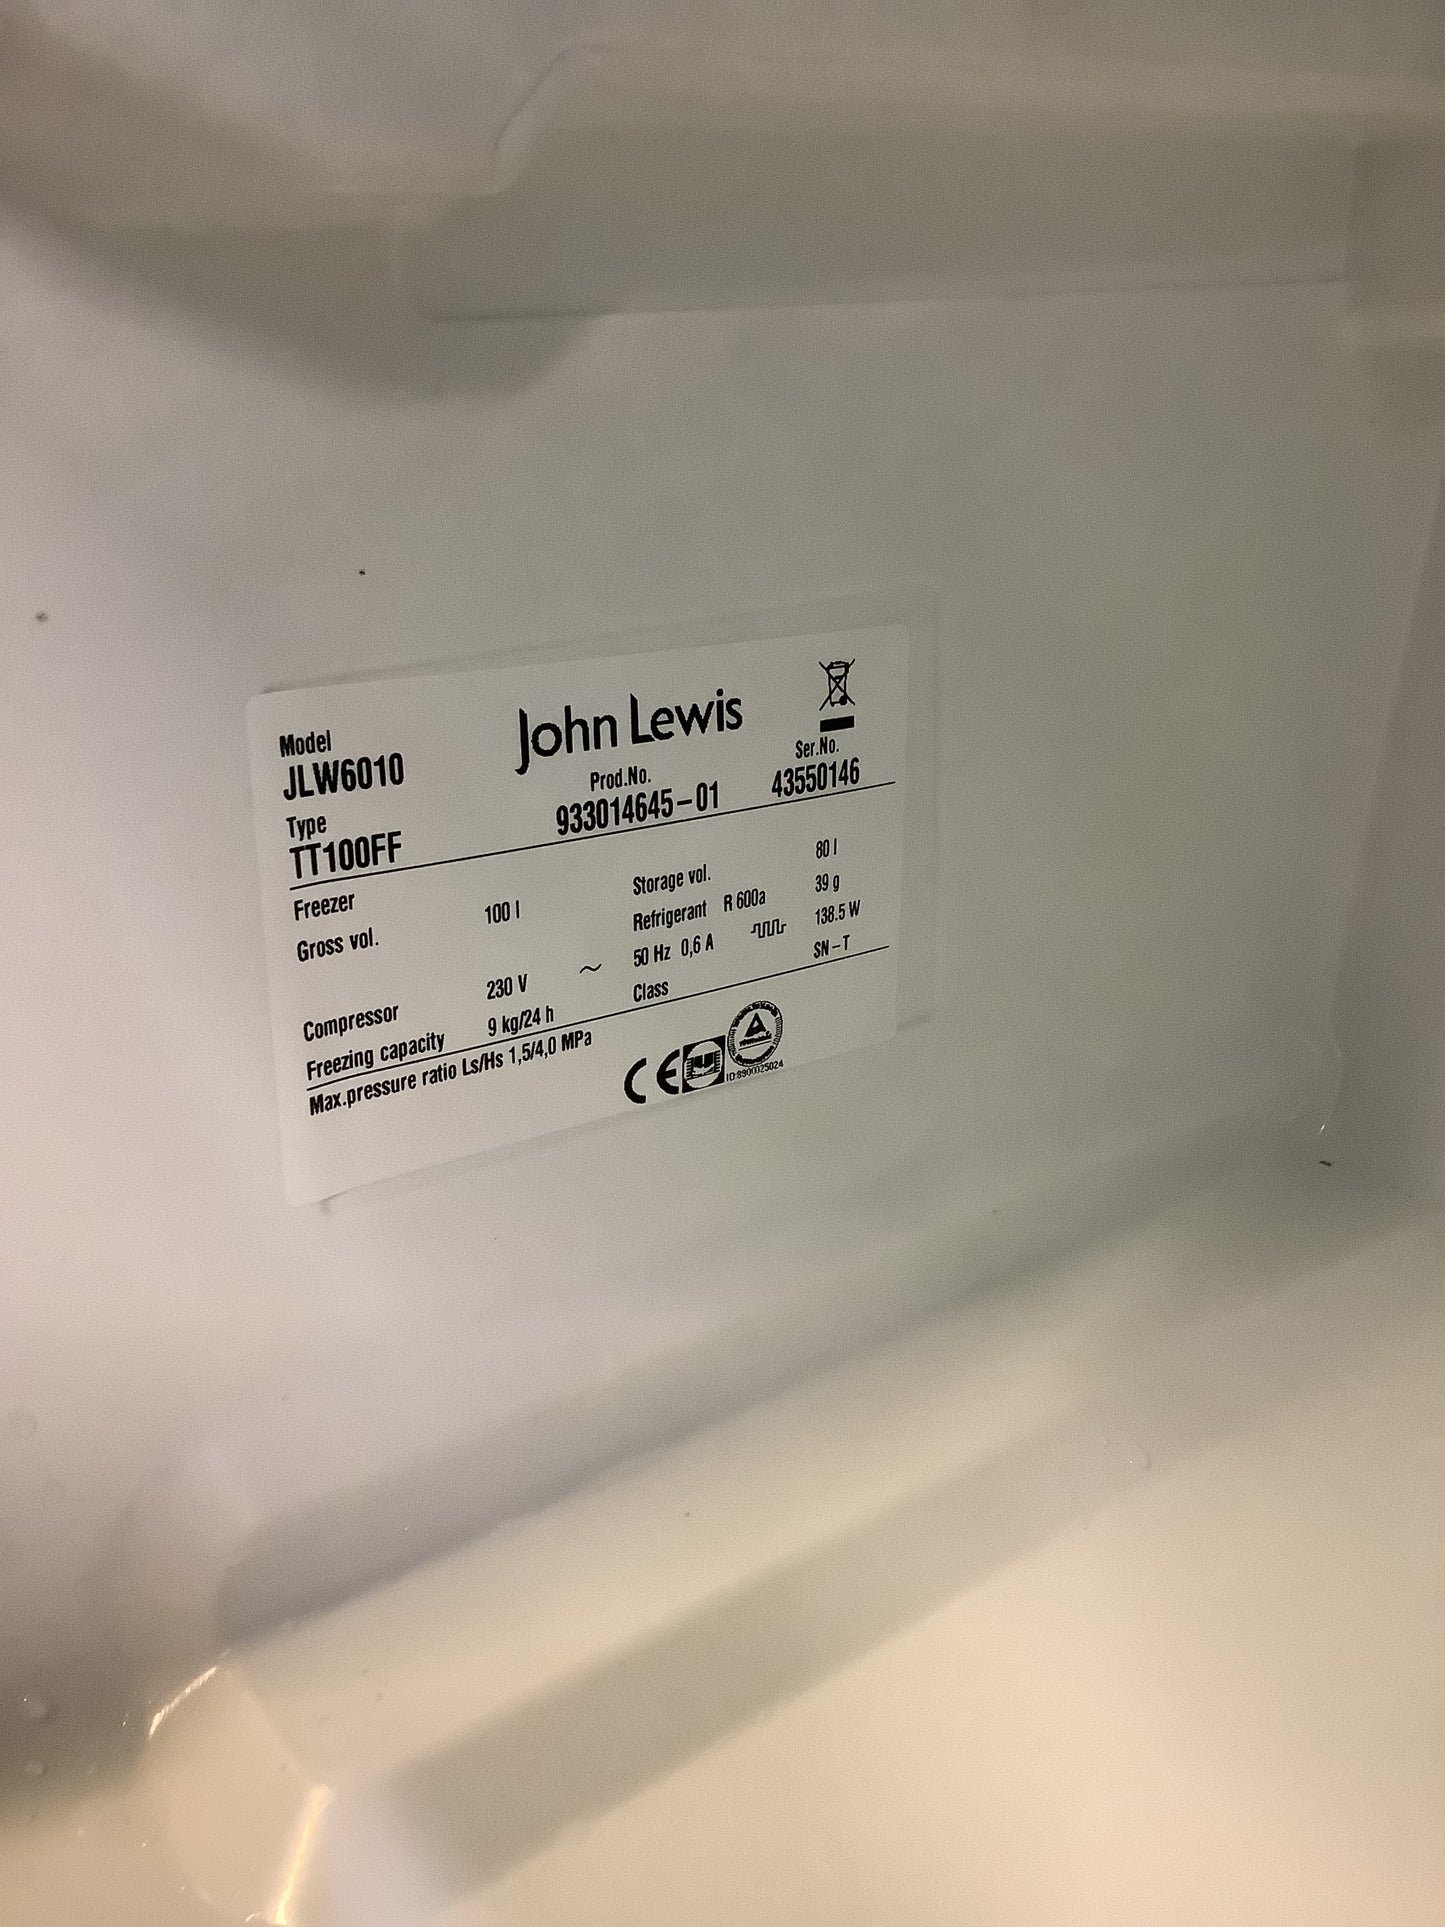 Model
JLW6010
John Lewis
Type
TT100FF
Prod.No.
933014645-01
Ser.No.
43550146
Freezer
Gross vol. 100 l
Storage vol. 80 l
Refrigerant R 600a 39 g
Compressor 230 V ~ 50 Hz 0,6 A 138.5 W
Freezing capacity 9 kg/24 h Class SN-T
Max.pressure ratio Ls/Hs 1,5/4,0 MPa
CE
ID:8900025024